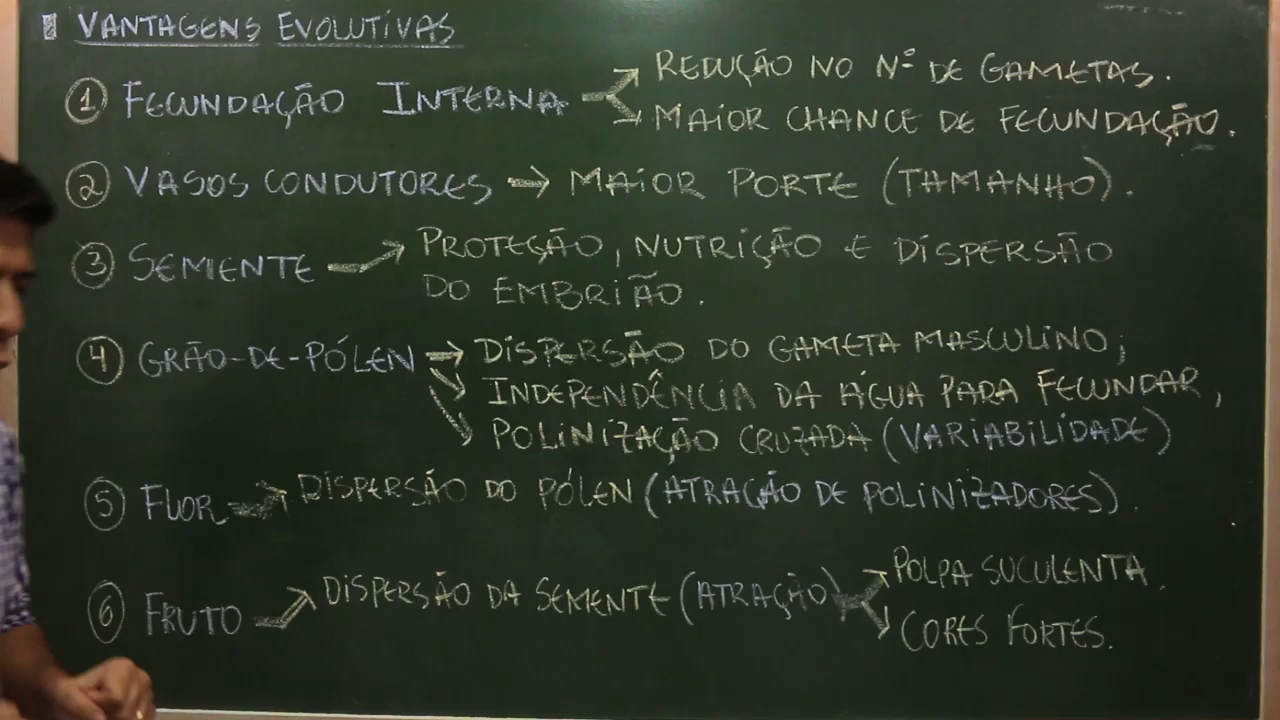 VANTAGENS EVOLUTIVAS
① FECUNDAÇÃO INTERNA → REDUÇÃO NO Nº DE GAMETAS.
→ MAIOR CHANCE DE FECUNDAÇÃO.
② VASOS CONDUTORES → MAIOR PORTE (TAMANHO).
③ SEMENTE → PROTEÇÃO, NUTRIÇÃO E DISPERSÃO
DO EMBRIÃO.
④ GRÃO-DE-PÓLEN → DISPERSÃO DO GAMETA MASCULINO;
→ INDEPENDÊNCIA DA ÁGUA PARA FECUNDAR,
→ POLINIZAÇÃO CRUZADA (VARIABILIDADE)
⑤ FLOR → DISPERSÃO DO PÓLEN (ATRAÇÃO DE POLINIZADORES).
⑥ FRUTO → DISPERSÃO DA SEMENTE (ATRAÇÃO) → POLPA SUCULENTA.
→ CORES FORTES.